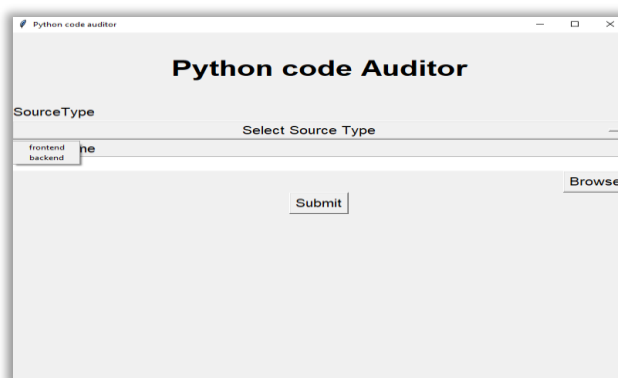 Python code auditor
Python code Auditor
SourceType
Select Source Type
frontend
backend
Browse
Submit